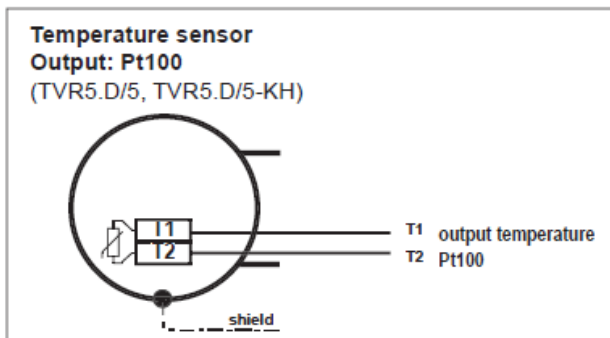 Temperature sensor
Output: Pt100
(TVR5.D/5, TVR5.D/5-KH)
T1
T2
T1 output temperature
T2 Pt100
shield